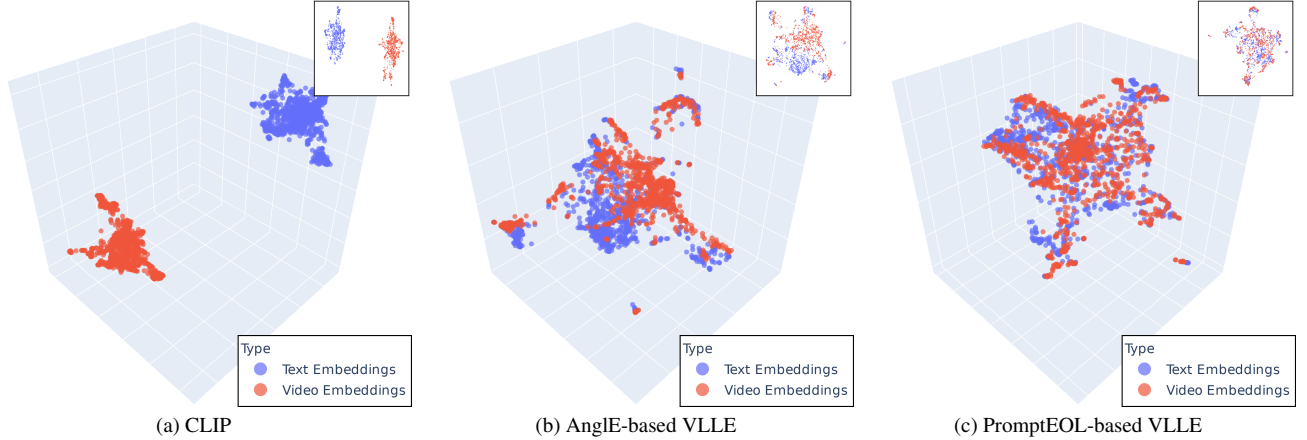 Type
Text Embeddings
Video Embeddings
(a) CLIP
Type
Text Embeddings
Video Embeddings
(b) AnglE-based VLLE
Type
Text Embeddings
Video Embeddings
(c) PromptEOL-based VLLE